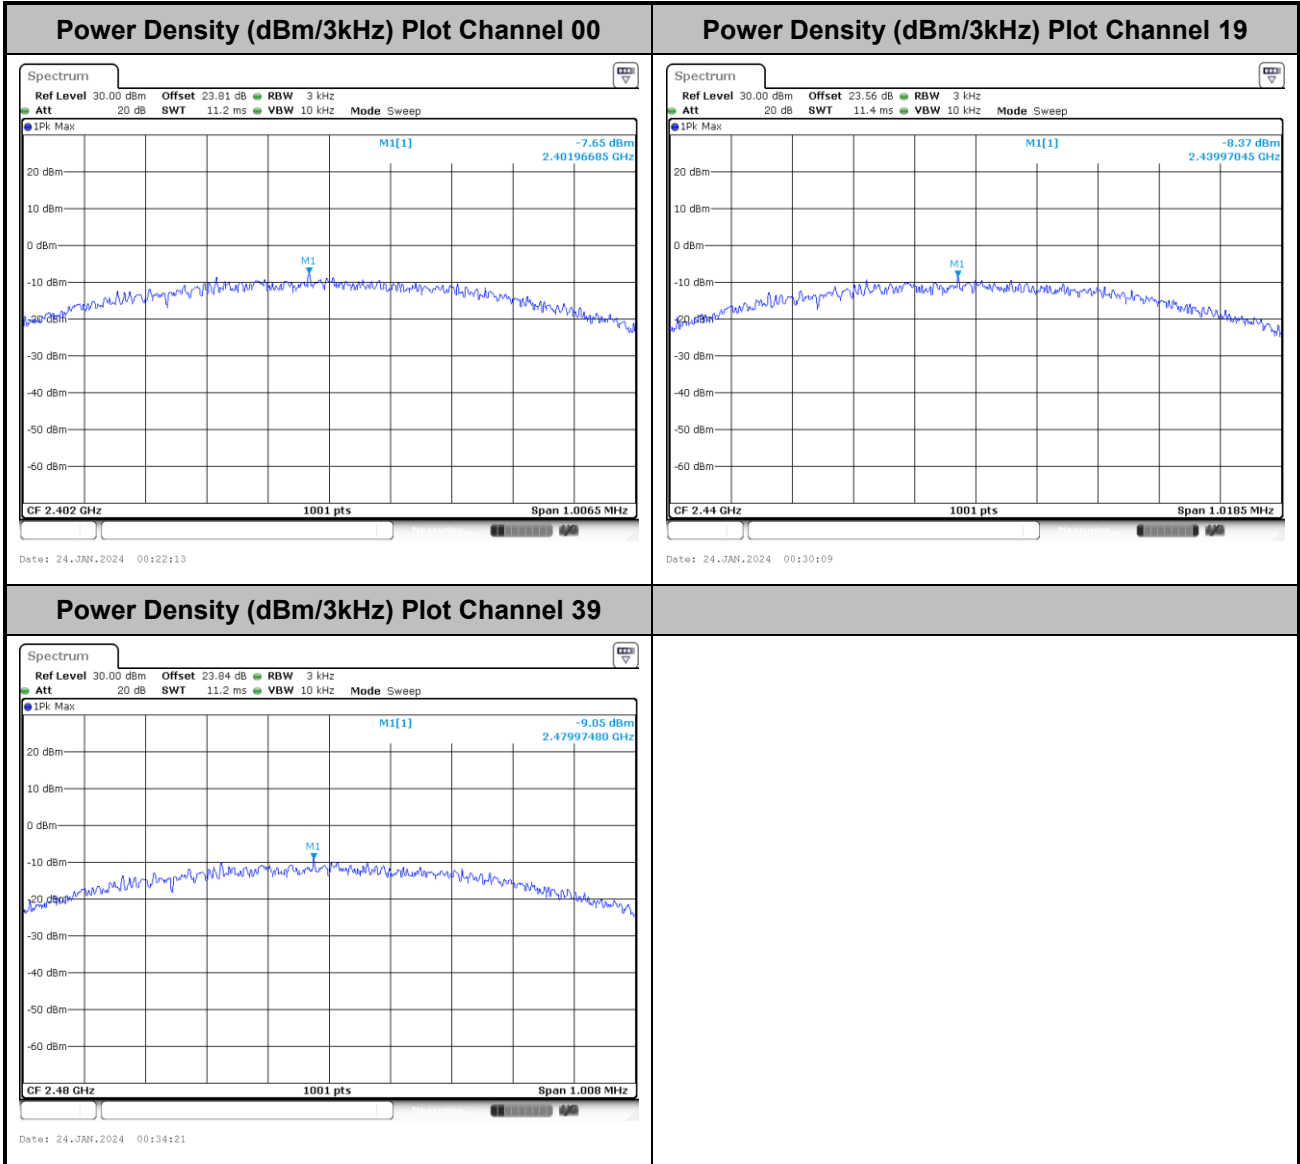 Power Density (dBm/3kHz) Plot Channel 00
Spectrum
Ref Level 30.00 dBm Offset 23.81 dB RBW 3 kHz
Att 20 dB SWT 11.2 ms VBW 10 kHz Mode Sweep
1Pk Max
M1[1] -7.65 dBm
2.40196685 GHz
20 dBm
10 dBm
0 dBm
M1
-10 dBm
-20 dBm
-30 dBm
-40 dBm
-50 dBm
-60 dBm
CF 2.402 GHz 1001 pts Span 1.0065 MHz
Date: 24.JAN.2024 00:22:13
Power Density (dBm/3kHz) Plot Channel 19
Spectrum
Ref Level 30.00 dBm Offset 23.56 dB RBW 3 kHz
Att 20 dB SWT 11.4 ms VBW 10 kHz Mode Sweep
1Pk Max
M1[1] -8.37 dBm
2.43997045 GHz
20 dBm
10 dBm
0 dBm
M1
-10 dBm
-20 dBm
-30 dBm
-40 dBm
-50 dBm
-60 dBm
CF 2.44 GHz 1001 pts Span 1.0185 MHz
Measuring...
Date: 24.JAN.2024 00:30:09
Power Density (dBm/3kHz) Plot Channel 39
Spectrum
Ref Level 30.00 dBm Offset 23.84 dB RBW 3 kHz
Att 20 dB SWT 11.2 ms VBW 10 kHz Mode Sweep
1Pk Max
M1[1] -9.05 dBm
2.47997480 GHz
20 dBm
10 dBm
0 dBm
M1
-10 dBm
-20 dBm
-30 dBm
-40 dBm
-50 dBm
-60 dBm
CF 2.48 GHz 1001 pts Span 1.008 MHz
Measuring...
Date: 24.JAN.2024 00:34:21